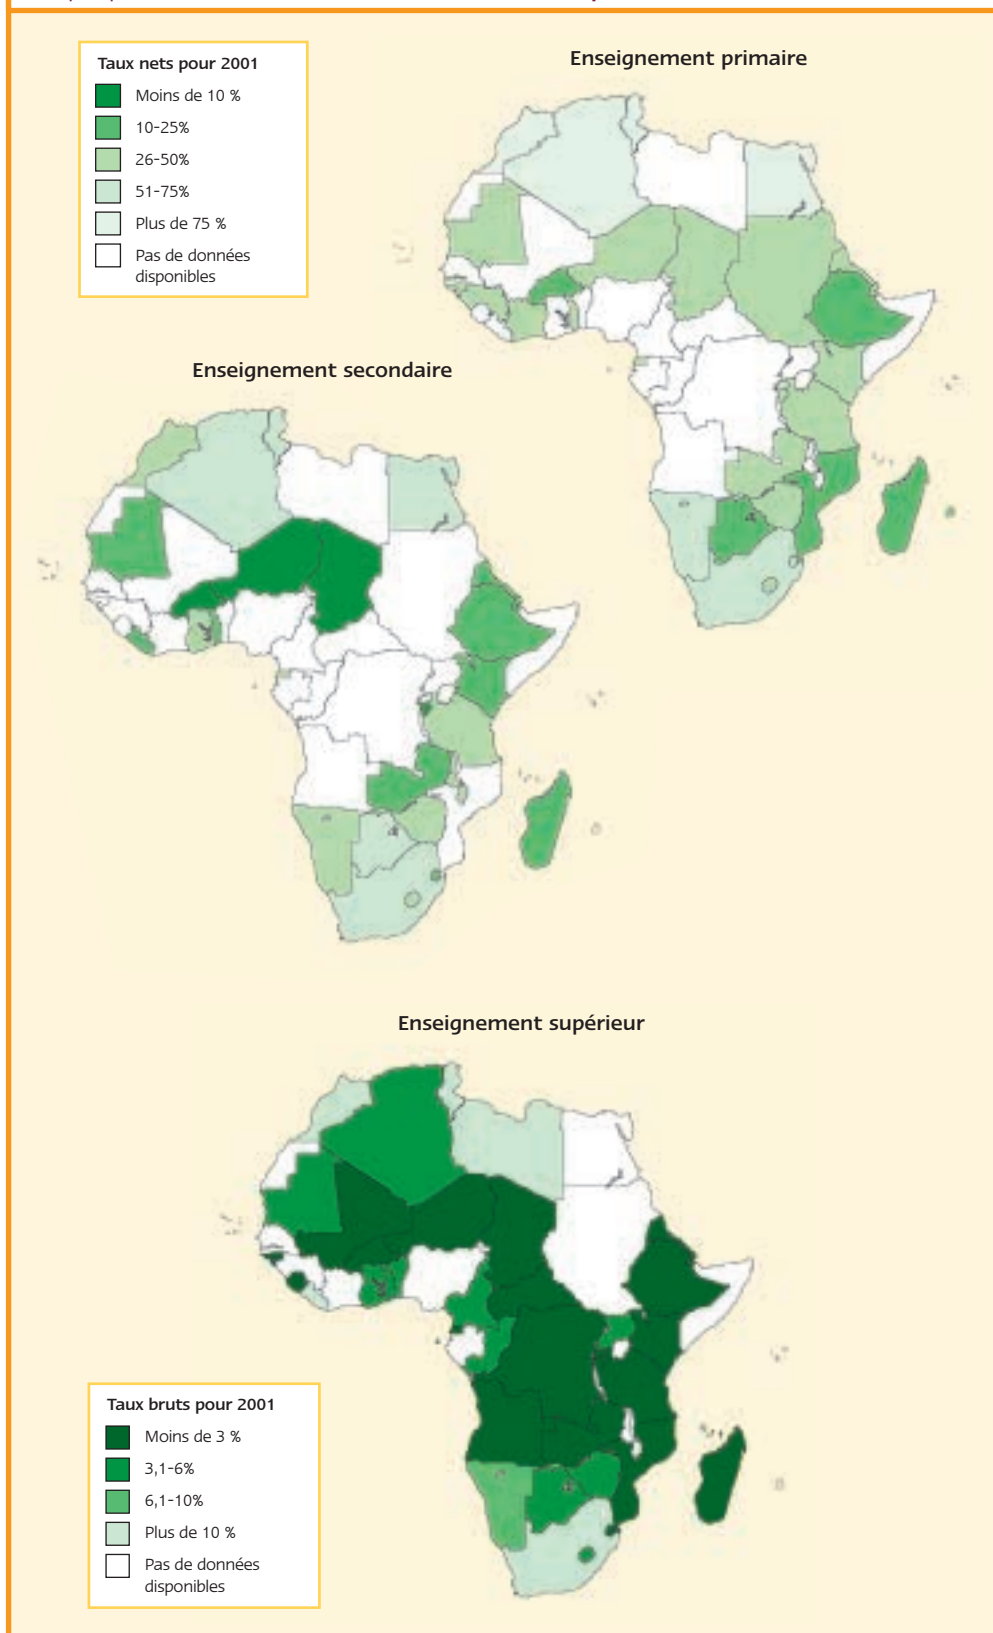 Enseignement primaire
Taux nets pour 2001
Moins de 10 %
10-25%
26-50%
51-75%
Plus de 75 %
Pas de données
disponibles
Enseignement secondaire
Enseignement supérieur
Taux bruts pour 2001
Moins de 3 %
3,1-6%
6,1-10%
Plus de 10 %
Pas de données
disponibles